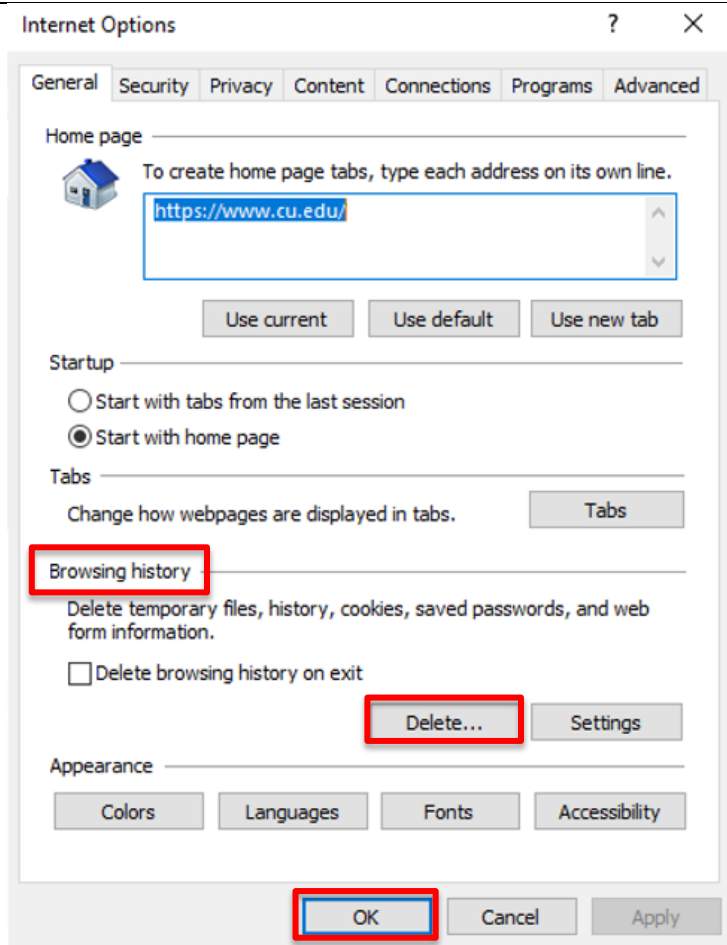 Internet Options ?
General Security Privacy Content Connections Programs Advanced
Home page
To create home page tabs, type each address on its own line.
https://www.cu.edu/
Use current Use default Use new tab
Startup
Start with tabs from the last session
Start with home page
Tabs
Change how webpages are displayed in tabs. Tabs
Browsing history
Delete temporary files, history, cookies, saved passwords, and web
form information.
Delete browsing history on exit
Delete... Settings
Appearance
Colors Languages Fonts Accessibility
OK Cancel Apply